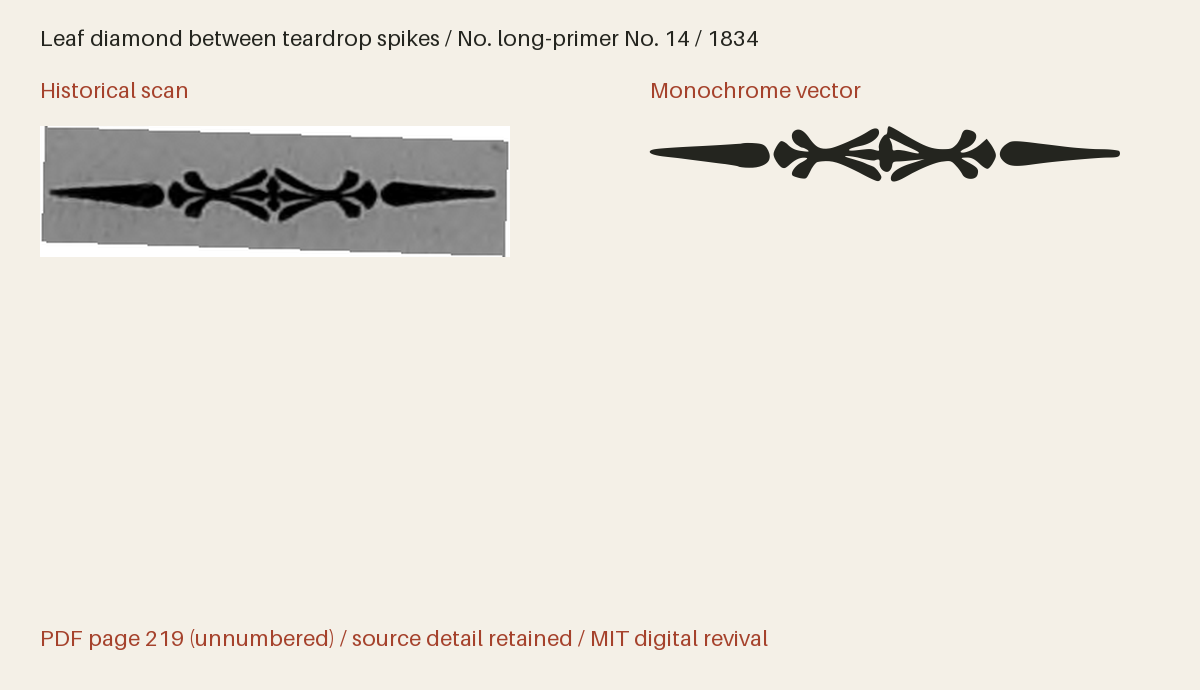 Leaf diamond between teardrop spikes / No. long-primer No. 14 / 1834
Historical scan
Monochrome vector
PDF page 219 (unnumbered) / source detail retained / MIT digital revival